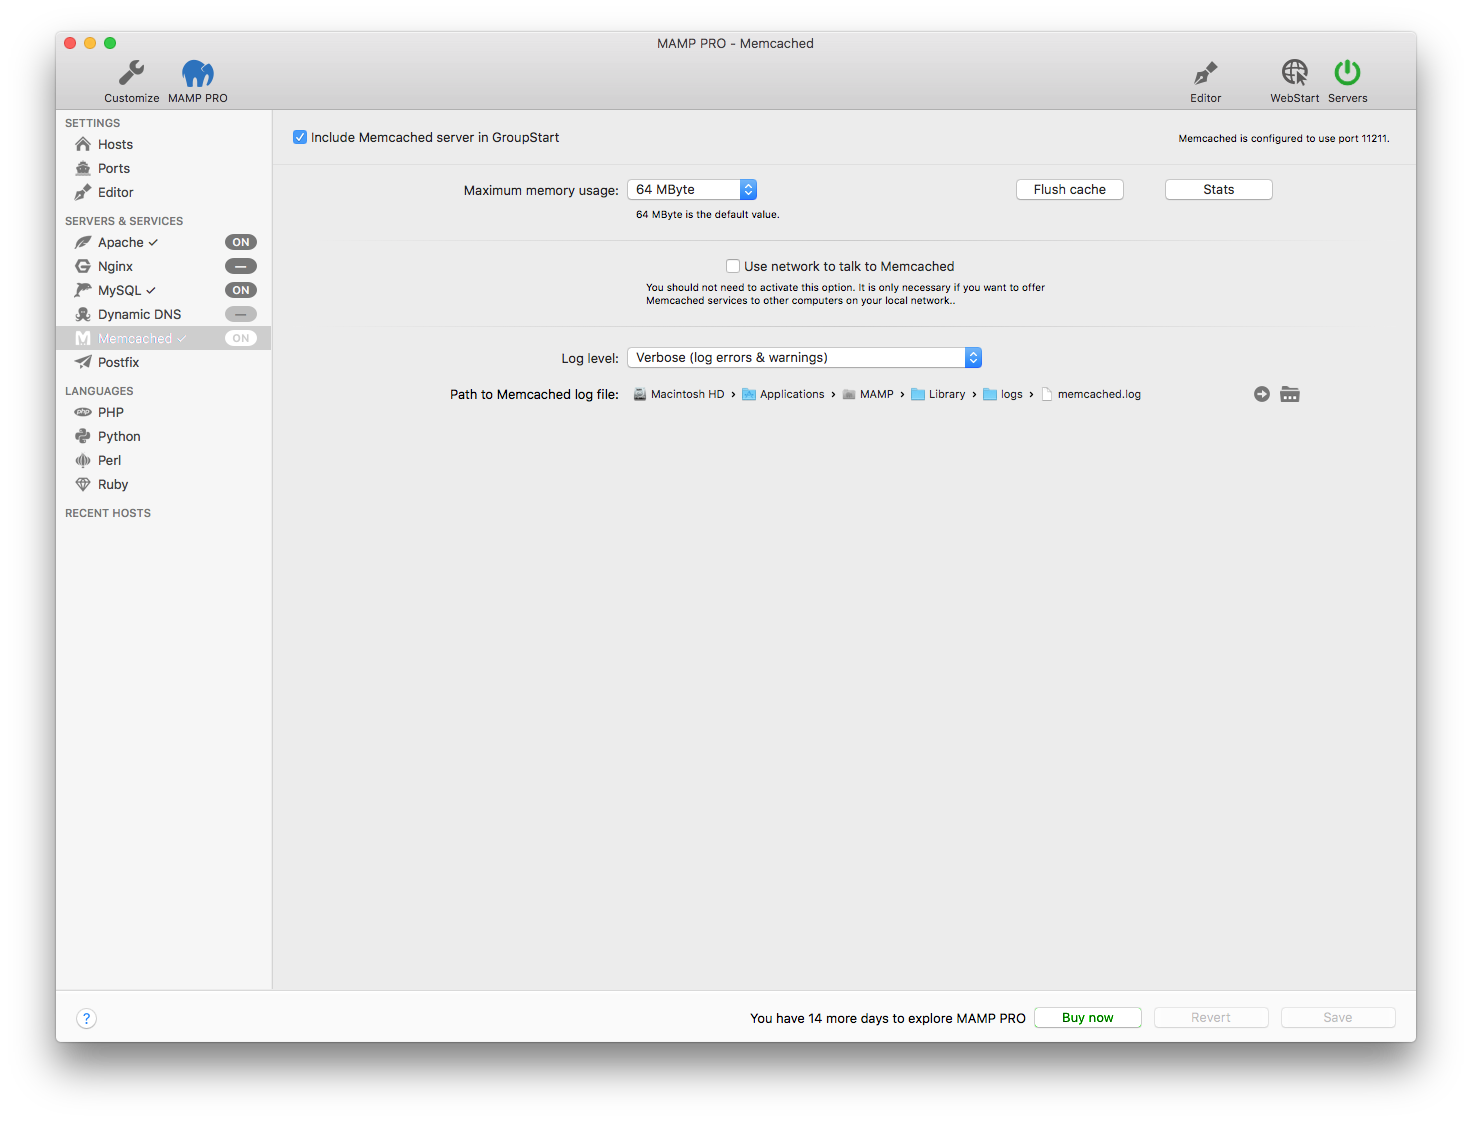 MAMP PRO - Memcached
Customize
MAMP PRO
Editor
WebStart
Servers
SETTINGS
Hosts
Ports
Editor
SERVERS & SERVICES
Apache ✓ ON
Nginx —
MySQL ✓ ON
Dynamic DNS —
Memcached ✓ ON
Postfix
LANGUAGES
php PHP
Python
Perl
Ruby
RECENT HOSTS
Include Memcached server in GroupStart
Memcached is configured to use port 11211.
Maximum memory usage: 64 MByte
Flush cache
Stats
64 MByte is the default value.
Use network to talk to Memcached
You should not need to activate this option. It is only necessary if you want to offer
Memcached services to other computers on your local network..
Log level: Verbose (log errors & warnings)
Path to Memcached log file: Macintosh HD › Applications › MAMP › Library › logs › memcached.log
?
You have 14 more days to explore MAMP PRO
Buy now
Revert
Save